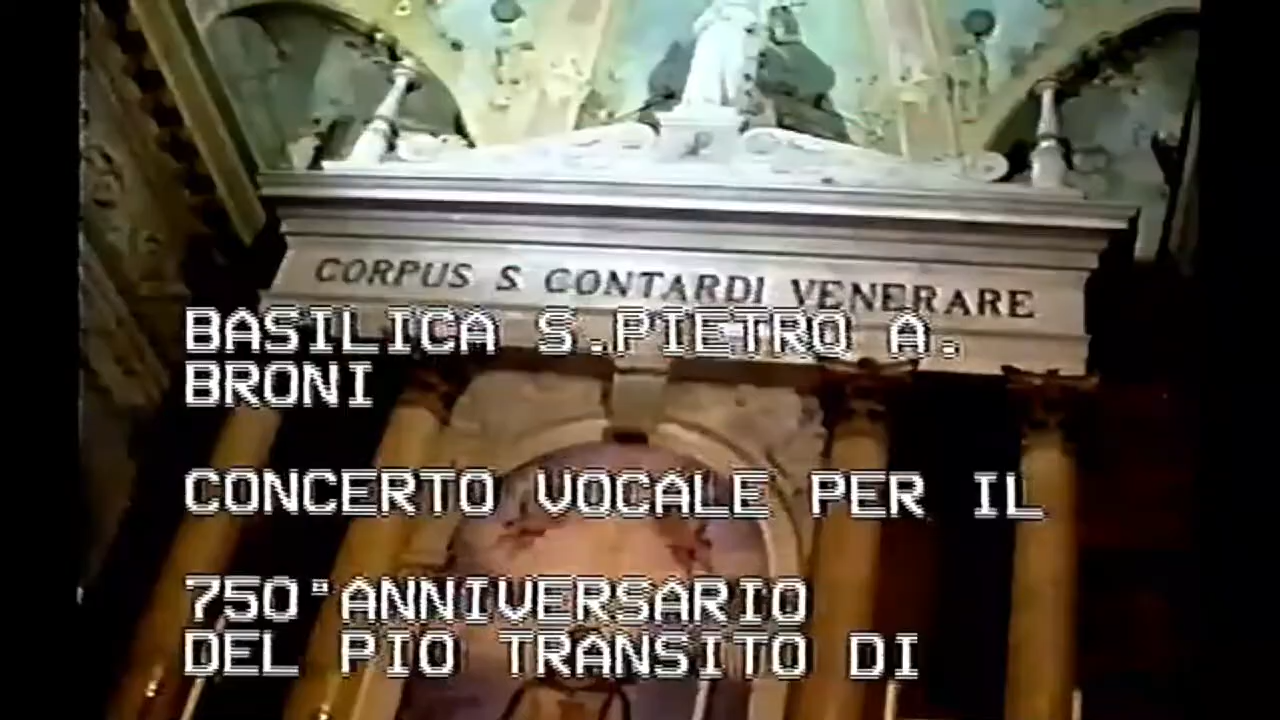 CORPUS S CONTARDI VENERARE
BASILICA S.PIETRO A.
BRONI
CONCERTO VOCALE PER IL
750°ANNIVERSARIO
DEL PIO TRANSITO DI